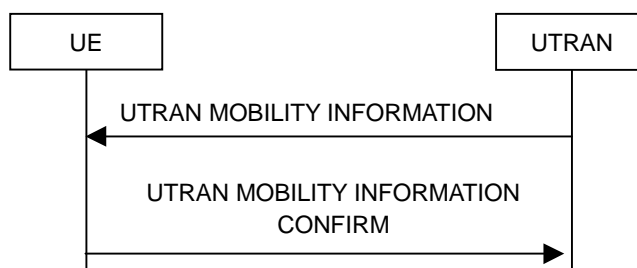 UE
UTRAN
UTRAN MOBILITY INFORMATION
UTRAN MOBILITY INFORMATION
CONFIRM